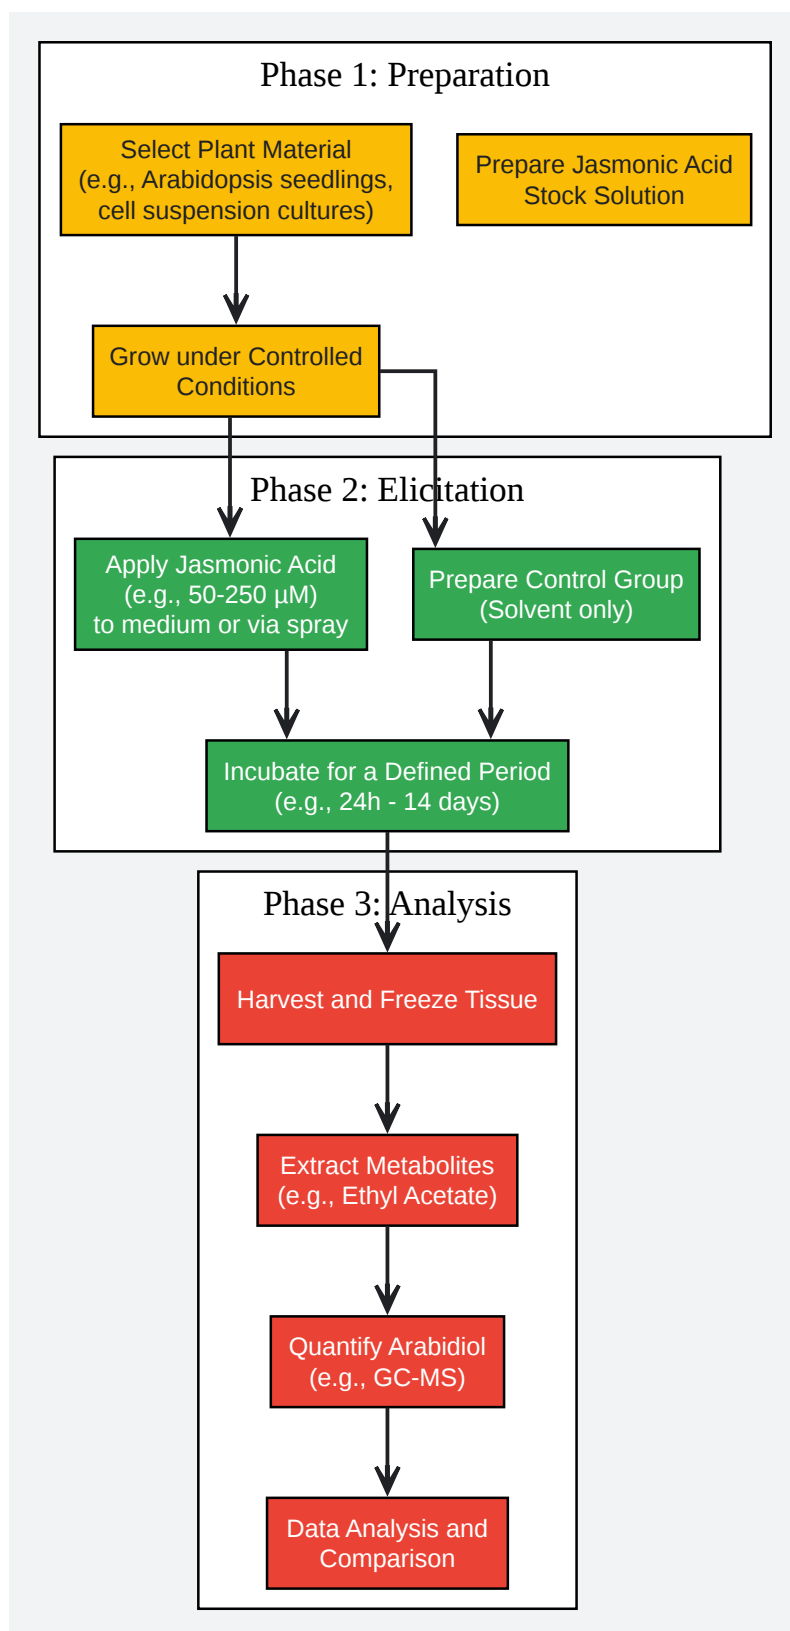 Phase 1: Preparation
Select Plant Material
(e.g., Arabidopsis seedlings,
cell suspension cultures)
Prepare Jasmonic Acid
Stock Solution
Grow under Controlled
Conditions
Phase 2: Elicitation
Apply Jasmonic Acid
(e.g., 50-250 µM)
to medium or via spray
Prepare Control Group
(Solvent only)
Incubate for a Defined Period
(e.g., 24h - 14 days)
Phase 3: Analysis
Harvest and Freeze Tissue
Extract Metabolites
(e.g., Ethyl Acetate)
Quantify Arabidiol
(e.g., GC-MS)
Data Analysis and
Comparison